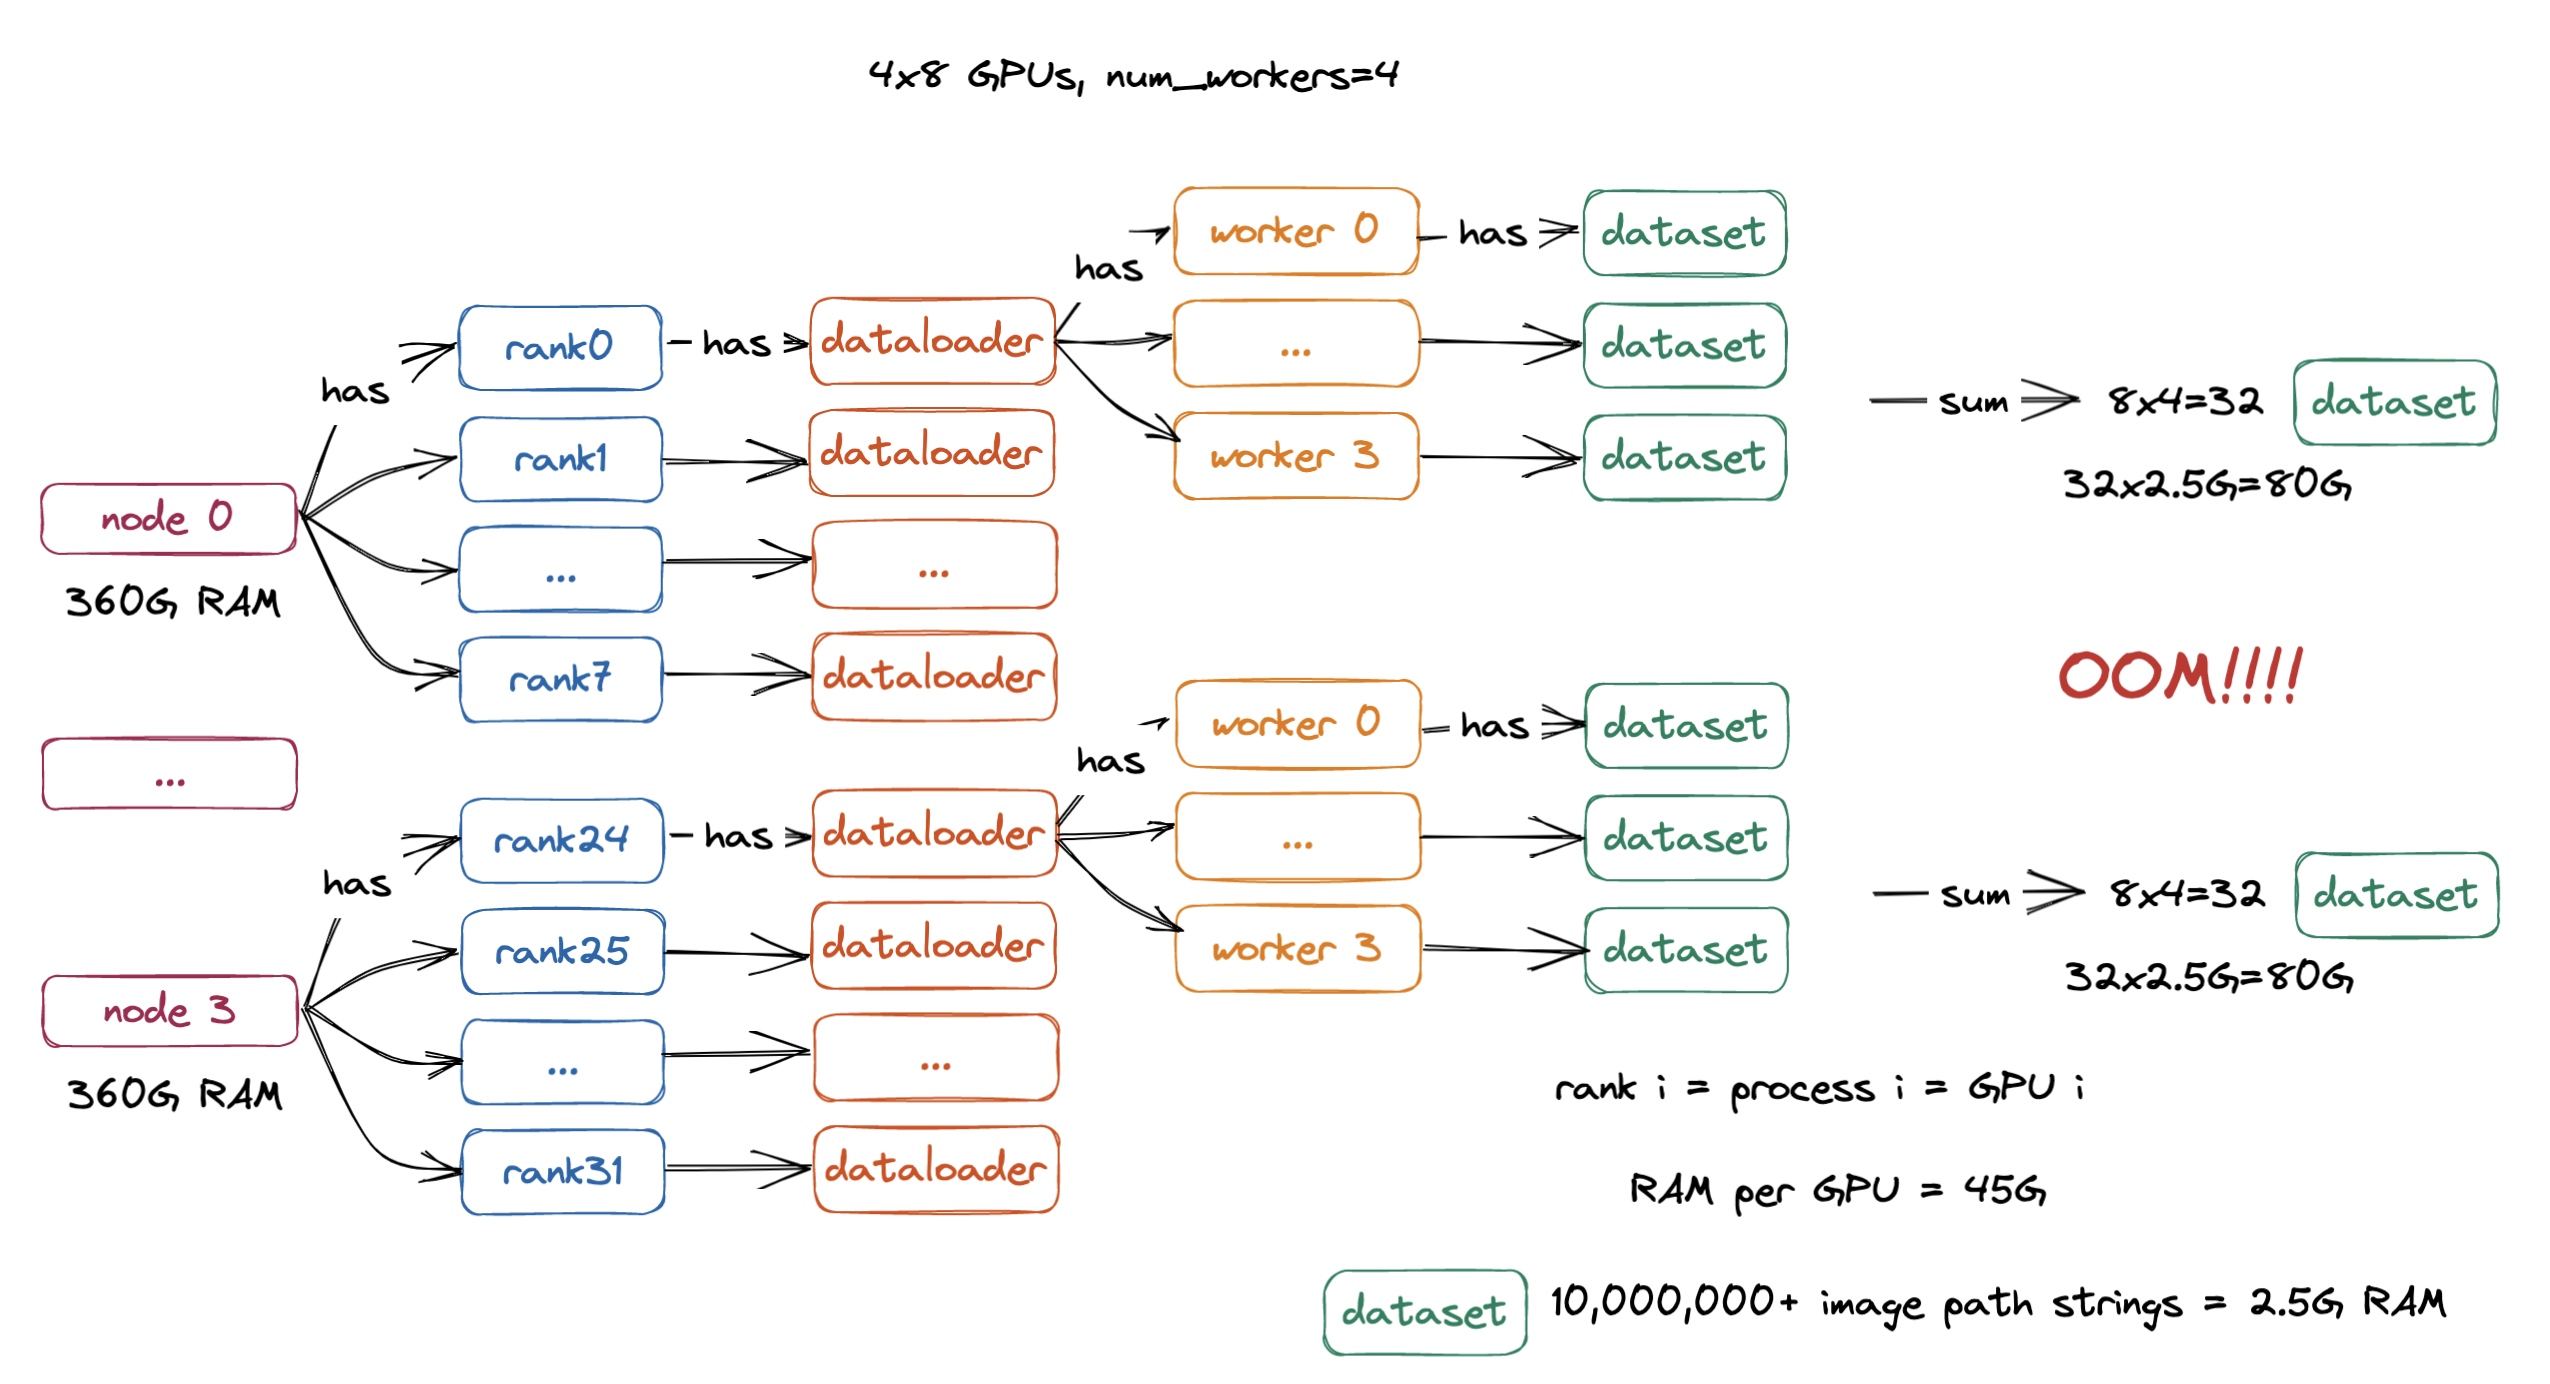 4x8 GPUs, num_workers=4
worker 0
has
dataset
has
rank0
has
dataloader
...
dataset
has
sum
8x4=32
dataset
rank1
dataloader
worker 3
dataset
32x2.5G=80G
node 0
360G RAM
...
...
rank7
dataloader
OOM!!!!
worker 0
has
dataset
has
...
rank24
has
dataloader
...
dataset
has
sum
8x4=32
dataset
rank25
dataloader
worker 3
dataset
32x2.5G=80G
node 3
360G RAM
...
...
rank i = process i = GPU i
rank31
dataloader
RAM per GPU = 45G
dataset
10,000,000+ image path strings = 2.5G RAM